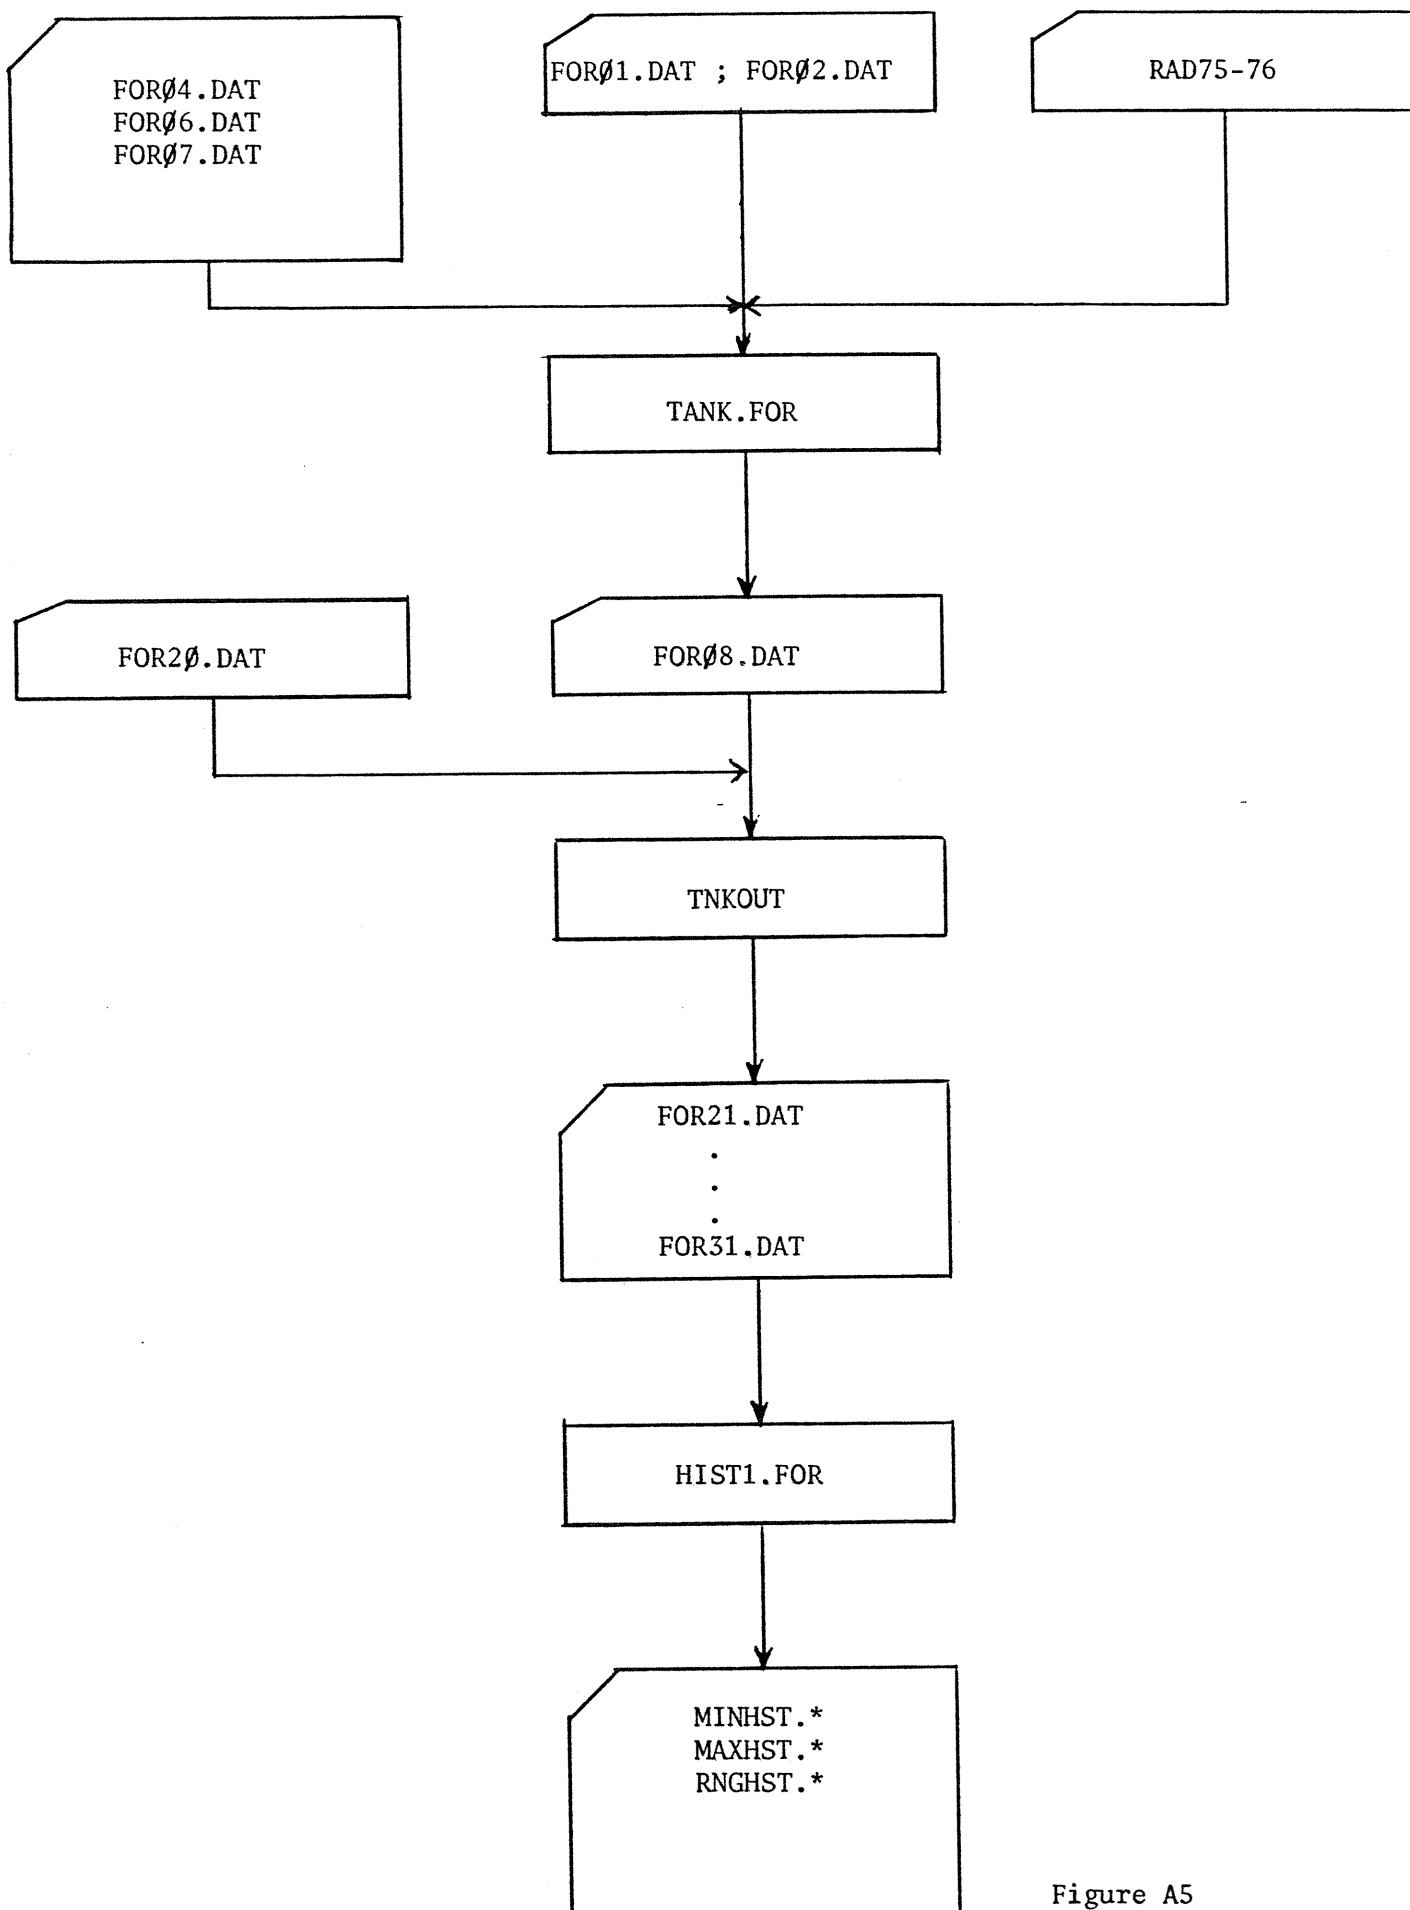 FORØ4.DAT
FORØ6.DAT
FORØ7.DAT
FORØ1.DAT ; FORØ2.DAT
RAD75-76
TANK.FOR
FOR2Ø.DAT
FORØ8.DAT
TNKOUT
FOR21.DAT
.
.
.
FOR31.DAT
HIST1.FOR
MINHST.*
MAXHST.*
RNGHST.*
Figure A5